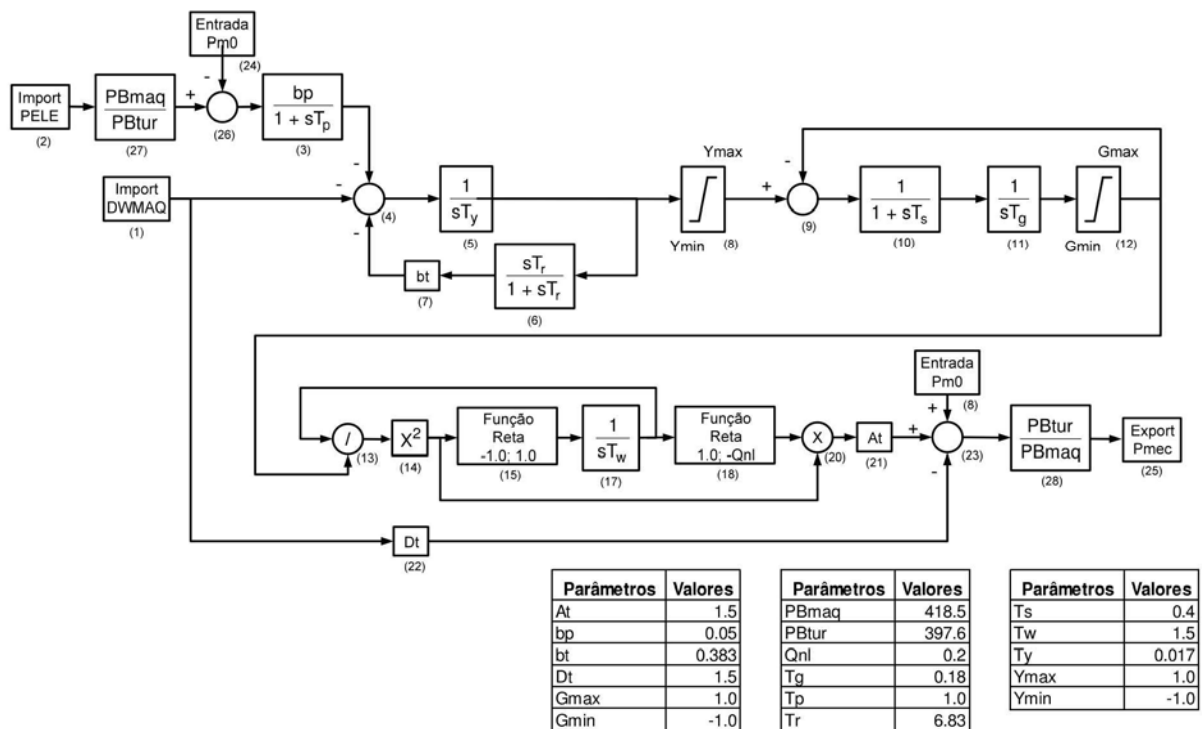 Entrada
Pm0
(24)
-
Import
PELE
(2)
PBmaq
PBtur
(27)
+
(26)
bp
1 + sTp
(3)
Import
DWMAQ
(1)
-
-
-
(4)
1
sTy
(5)
bt
(7)
sTr
1 + sTr
(6)
Ymax
Ymin
(8)
+
-
(9)
1
1 + sTs
(10)
1
sTg
(11)
Gmax
Gmin
(12)
/
(13)
X²
(14)
Função
Reta
-1.0; 1.0
(15)
1
sTw
(17)
Função
Reta
1.0; -Qnl
(18)
X
(20)
At
(21)
Entrada
Pm0
(8)
+
+
-
(23)
PBtur
PBmaq
(28)
Export
Pmec
(25)
Dt
(22)
Parâmetros Valores
At 1.5
bp 0.05
bt 0.383
Dt 1.5
Gmax 1.0
Gmin -1.0
Parâmetros Valores
PBmaq 418.5
PBtur 397.6
Qnl 0.2
Tg 0.18
Tp 1.0
Tr 6.83
Parâmetros Valores
Ts 0.4
Tw 1.5
Ty 0.017
Ymax 1.0
Ymin -1.0